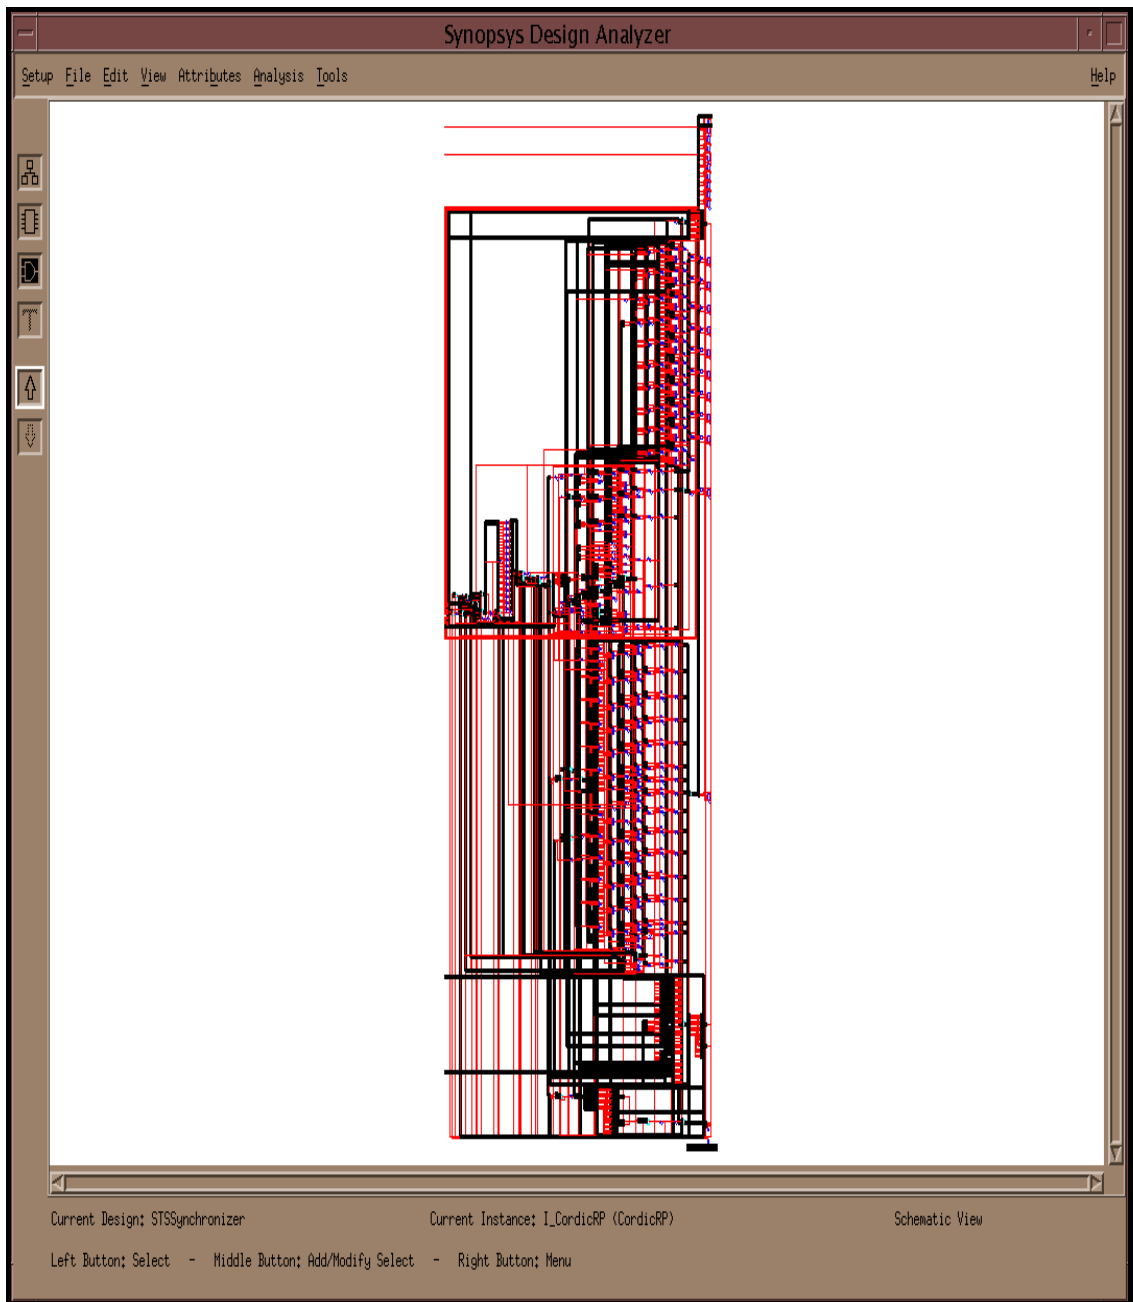 Synopsys Design Analyzer
Setup File Edit View Attributes Analysis Tools Help
Current Design: STSSynchronizer Current Instance: I_CordicRP (CordicRP) Schematic View
Left Button: Select - Middle Button: Add/Modify Select - Right Button: Menu